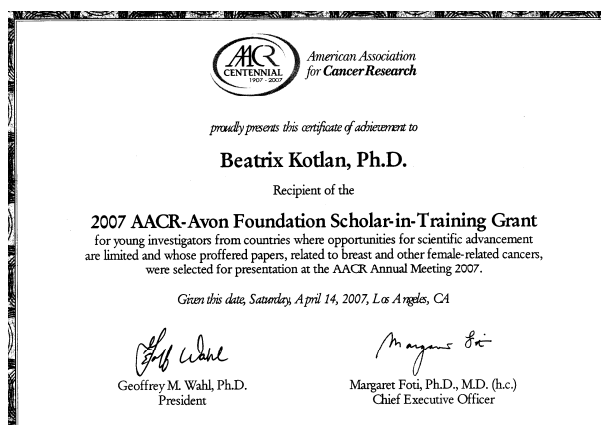 AACR
CENTENNIAL
1907 - 2007
American Association
for Cancer Research
proudly presents this certificate of achievement to
Beatrix Kotlan, Ph.D.
Recipient of the
2007 AACR-Avon Foundation Scholar-in-Training Grant
for young investigators from countries where opportunities for scientific advancement
are limited and whose proffered papers, related to breast and other female-related cancers,
were selected for presentation at the AACR Annual Meeting 2007.
Given this date, Saturday, April 14, 2007, Los Angeles, CA
Geoff Wahl
Margaret Foti
Geoffrey M. Wahl, Ph.D.
Margaret Foti, Ph.D., M.D. (h.c.)
President
Chief Executive Officer